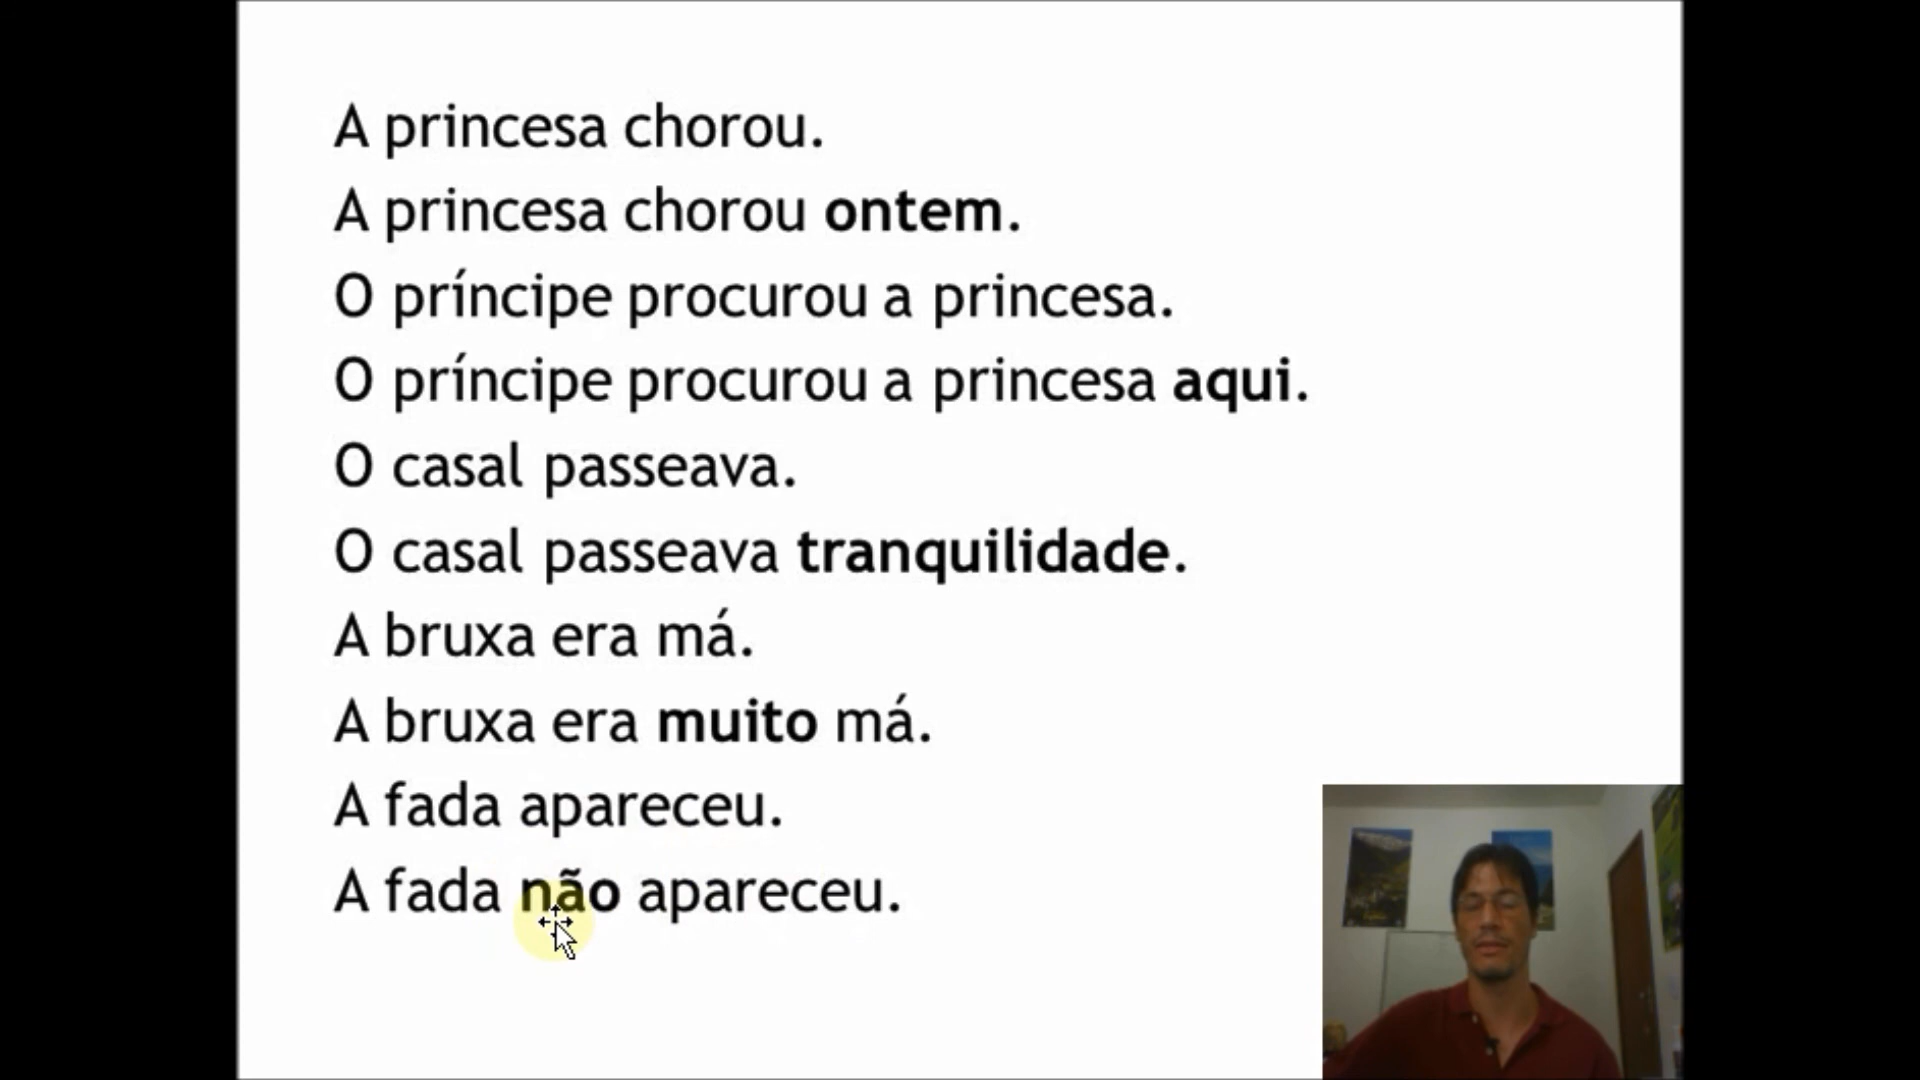 A princesa chorou.
A princesa chorou ontem.
O príncipe procurou a princesa.
O príncipe procurou a princesa aqui.
O casal passeava.
O casal passeava tranquilidade.
A bruxa era má.
A bruxa era muito má.
A fada apareceu.
A fada não apareceu.